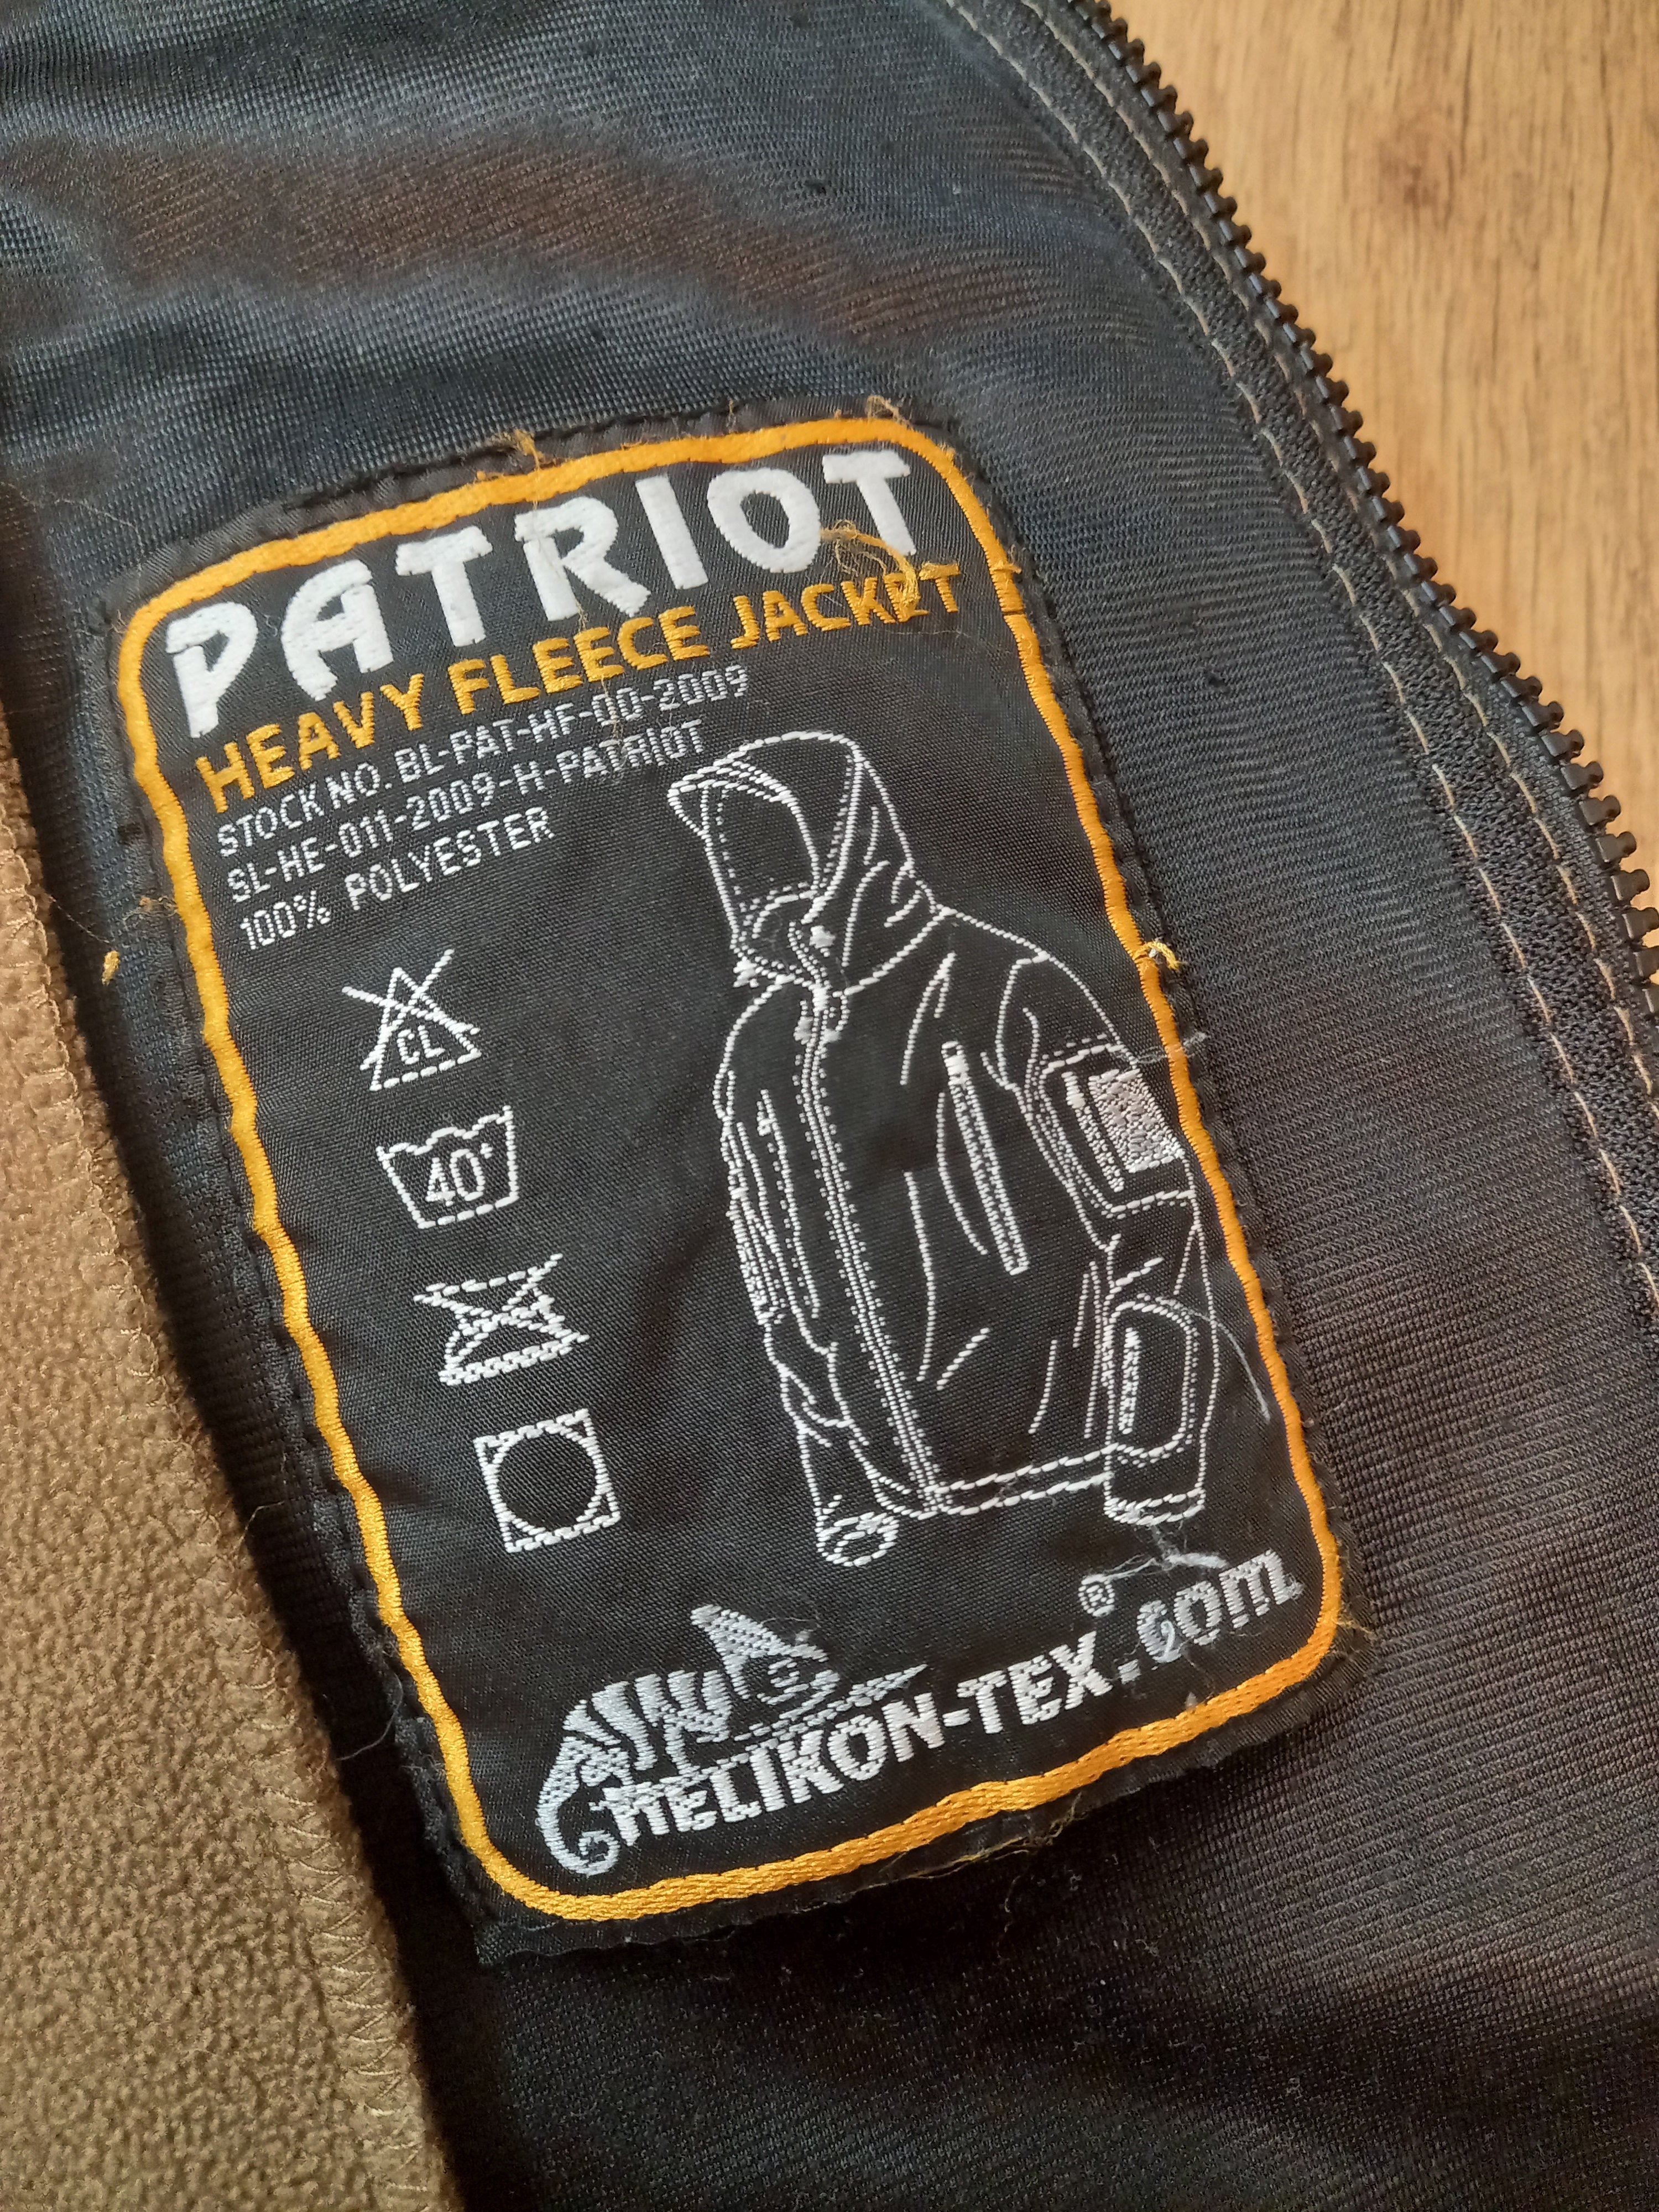 PATRIOT
HEAVY FLEECE JACKET
STOCK NO. BL-PAT-HF-00-2009
SL-HE-011-2009-H-PATRIOT
100% POLYESTER
CL
40°
HELIKON-TEX®.com